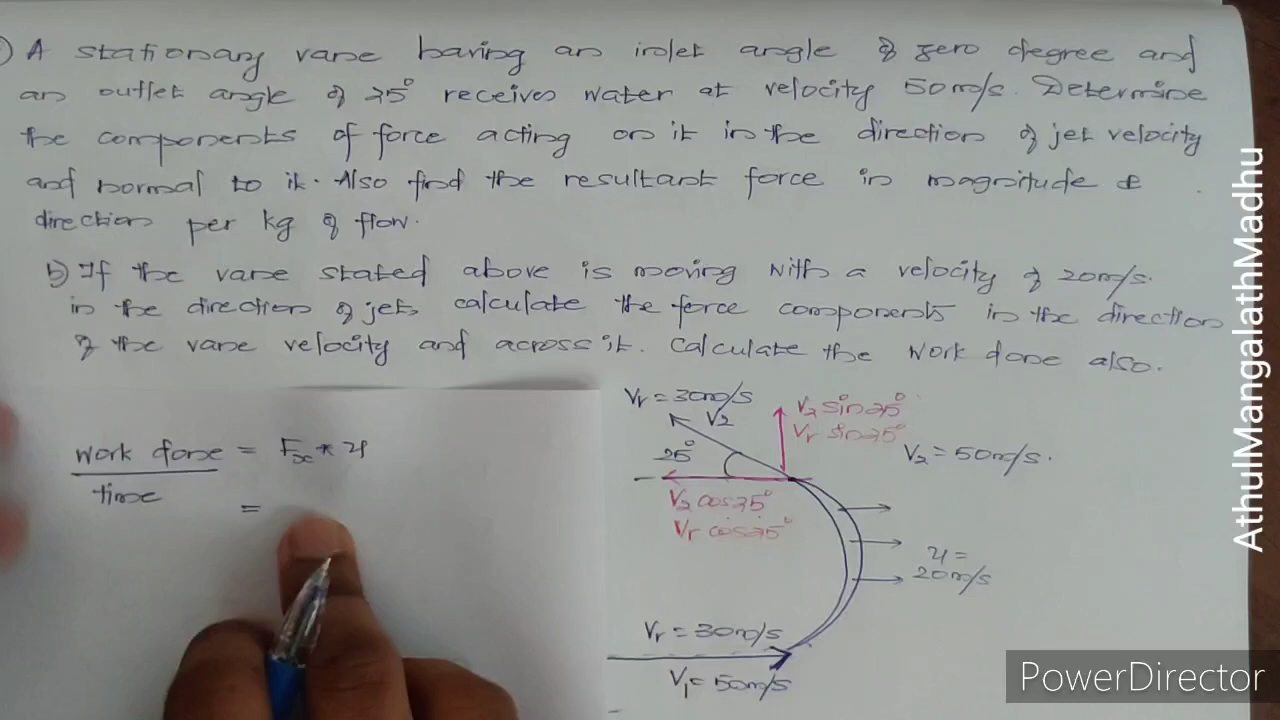 ) A stationary vane having an inlet angle of zero degree and
an outlet angle of 25° receives water at velocity 50m/s. Determine
the components of force acting on it in the direction of jet velocity
and normal to it. Also find the resultant force in magnitude &
direction per kg of flow.
b) If the vane stated above is moving with a velocity of 20m/s.
in the direction of jet, calculate the force components in the direction
of the vane velocity and across it. Calculate the work done also.
Work done = Fx * u
time
=
Vr = 30m/s
V2
25°
V2 sin25°
Vr sin25°
V2 = 50m/s.
V2 cos25°
Vr cos25°
u =
20m/s
Vr = 30m/s
V1 = 50m/s
AthulMangalathMadhu
PowerDirector